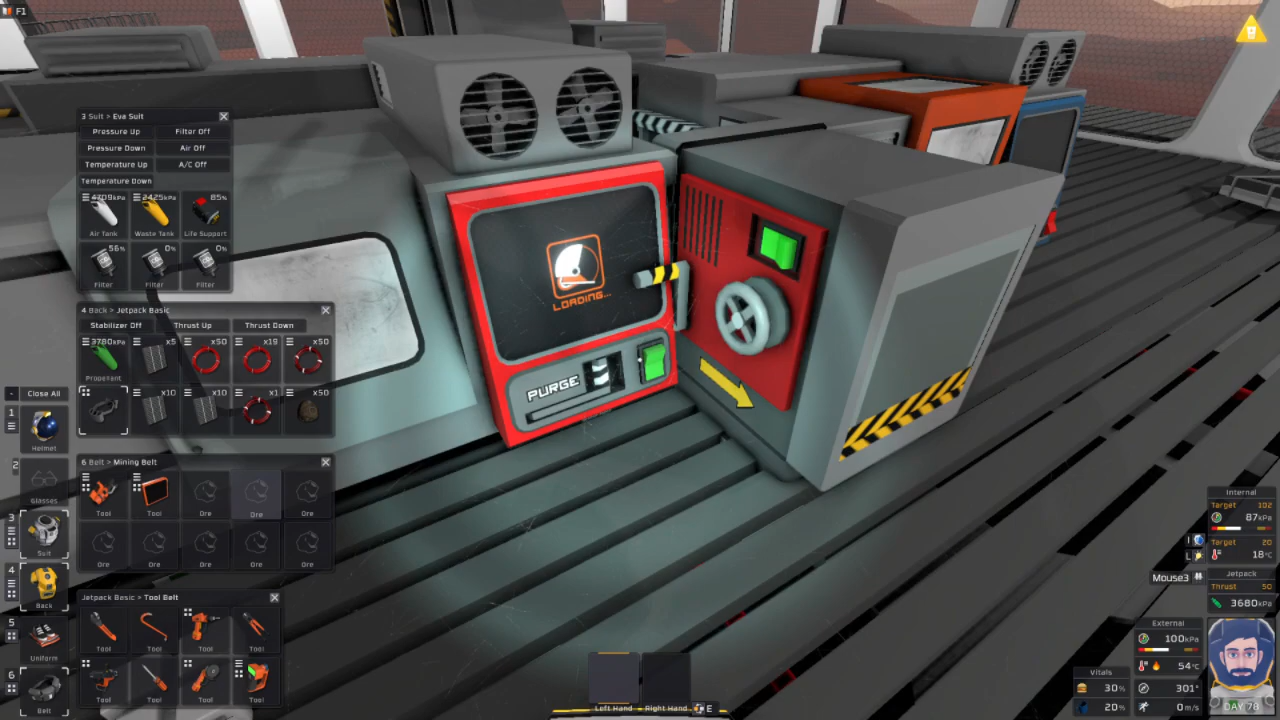 F1
3 Suit > Eva Suit
Pressure Up Filter Off
Pressure Down Air Off
Temperature Up A/C Off
Temperature Down
4709kPa 2425kPa 85%
Air Tank Waste Tank Life Support
56% 0% 0%
Filter Filter Filter
4 Back > Jetpack Basic
Stabilizer Off Thrust Up Thrust Down
3780kPa x5 x50 x19 x50
Propellant
x10 x10 x1 x50
- Close All
1
Helmet
2
Glasses
3
Suit
4
Back
5
Uniform
6
Belt
6 Belt > Mining Belt
Tool Tool Ore Ore Ore
Ore Ore Ore Ore Ore
Jetpack Basic > Tool Belt
Tool Tool Tool Tool
Tool Tool Tool Tool
LOADING...
PURGE
Left Hand Right Hand E
Internal
Target 102
87kPa
Target 20
18°C
Mouse3
Jetpack
Thrust 50
3680kPa
External
100kPa
54°C
301°
0m/s
Vitals
30%
20%
DAY 78